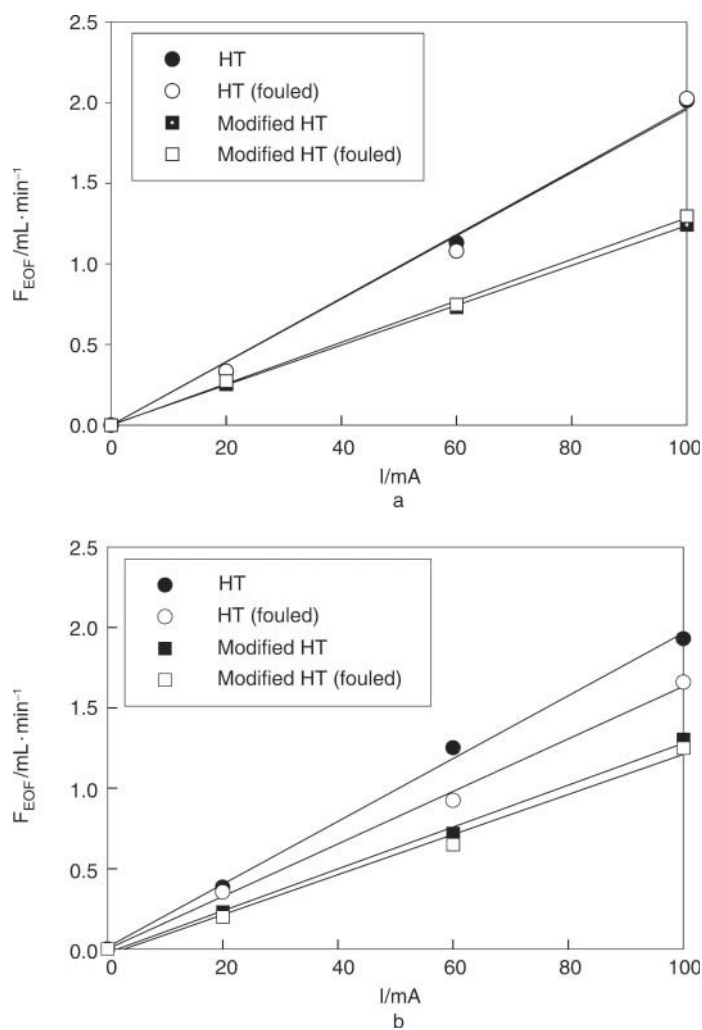 2.5
HT
HT (fouled)
2.0
Modified HT
Modified HT (fouled)
1.5
F_EOF/mL·min⁻¹
1.0
0.5
0.0
0 20 40 60 80 100
I/mA
a
2.5
HT
HT (fouled)
2.0
Modified HT
Modified HT (fouled)
1.5
F_EOF/mL·min⁻¹
1.0
0.5
0.0
0 20 40 60 80 100
I/mA
b